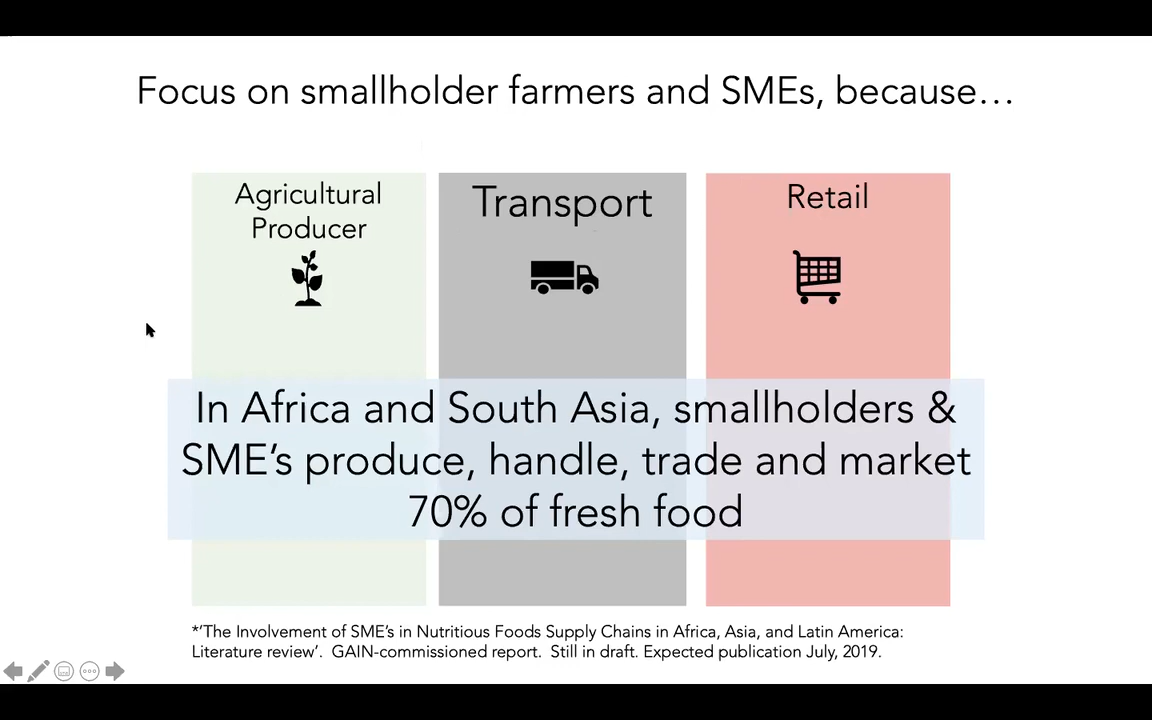 Focus on smallholder farmers and SMEs, because…
Agricultural
Producer
Transport
Retail
In Africa and South Asia, smallholders &
SME’s produce, handle, trade and market
70% of fresh food
*’The Involvement of SME’s in Nutritious Foods Supply Chains in Africa, Asia, and Latin America:
Literature review’.  GAIN-commissioned report.  Still in draft. Expected publication July, 2019.